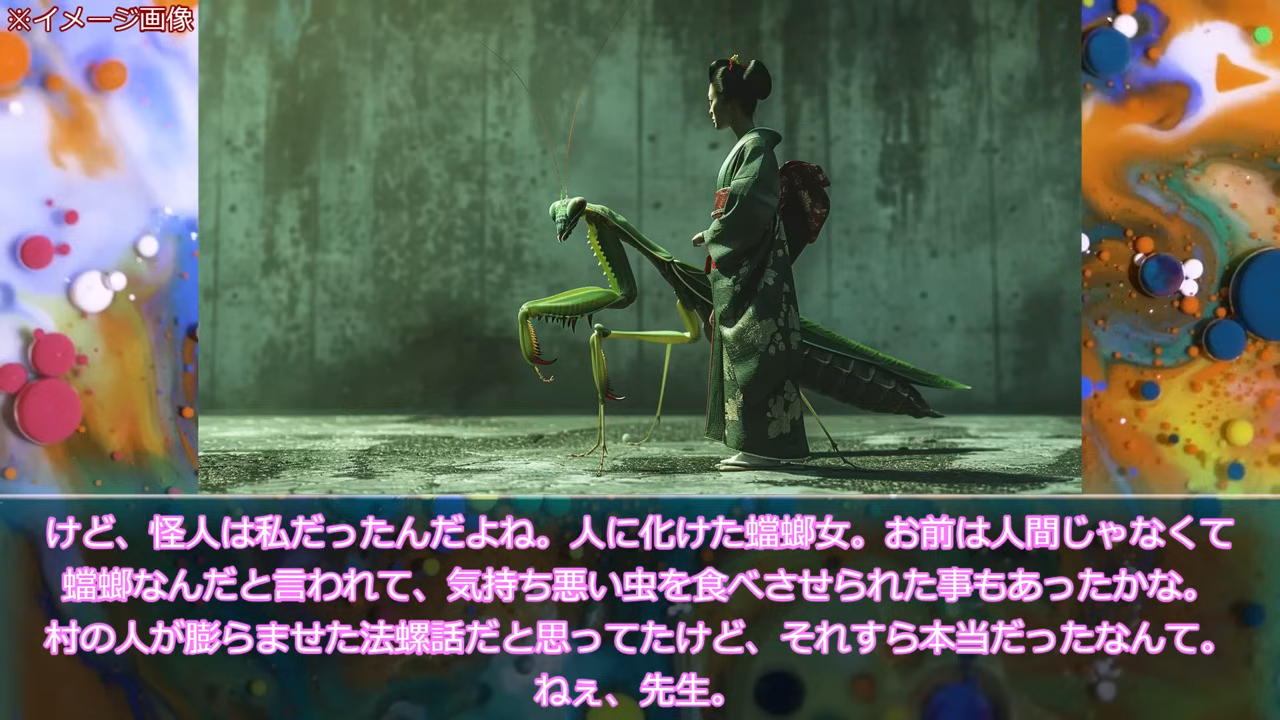 ※イメージ画像
けど、怪人は私だったんだよね。人に化けた蟷螂女。お前は人間じゃなくて
蟷螂なんだと言われて、気持ち悪い虫を食べさせられた事もあったかな。
村の人が膨らませた法螺話だと思ってたけど、それすら本当だったなんて。
ねぇ、先生。